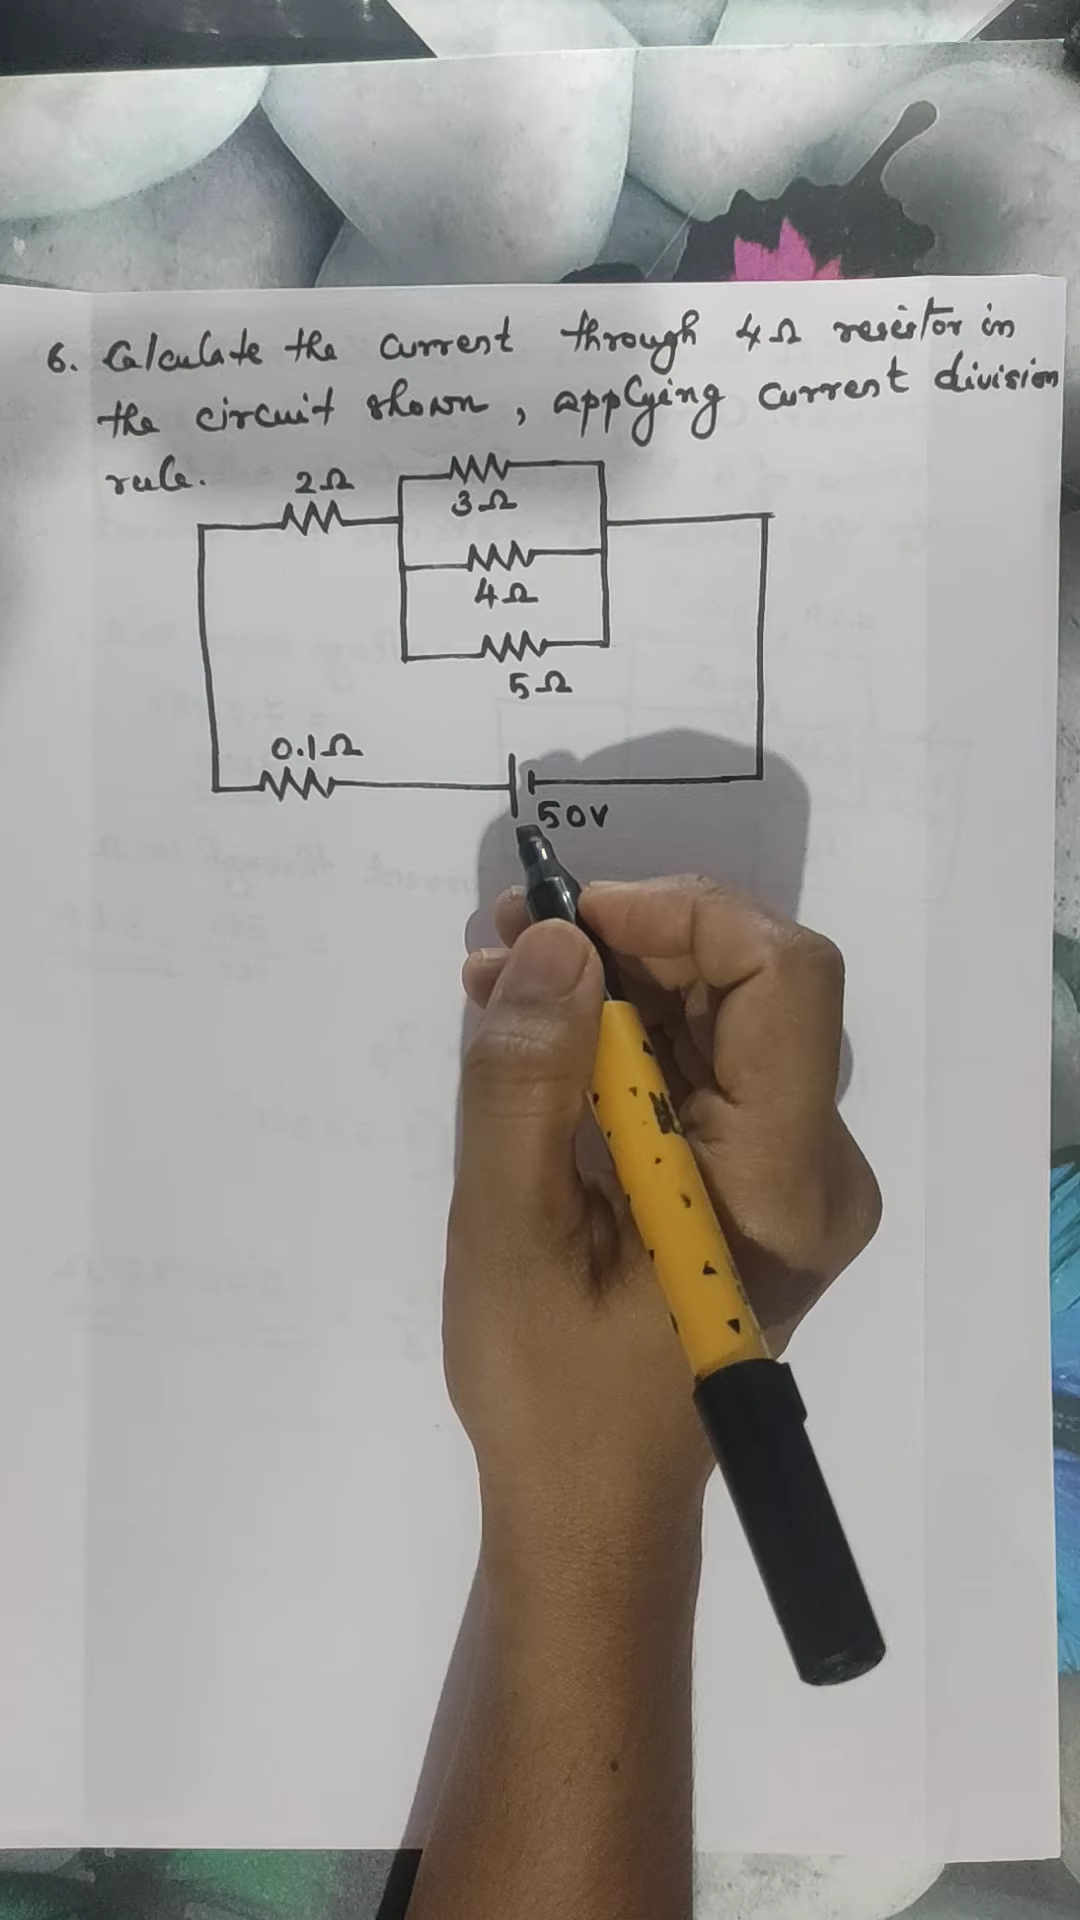 6. Calculate the current through 4Ω resistor in
the circuit shown, applying current division
rule.
2Ω
3Ω
4Ω
5Ω
0.1Ω
50V